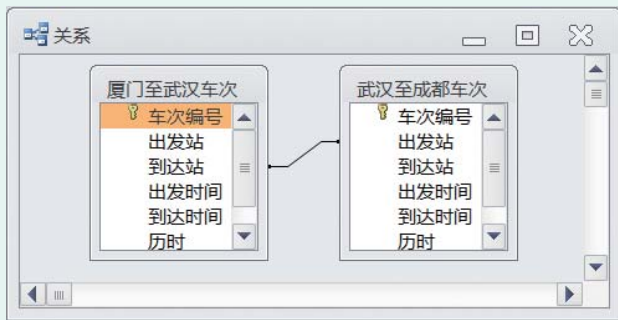 关系
厦门至武汉车次
车次编号
出发站
到达站
出发时间
到达时间
历时
武汉至成都车次
车次编号
出发站
到达站
出发时间
到达时间
历时